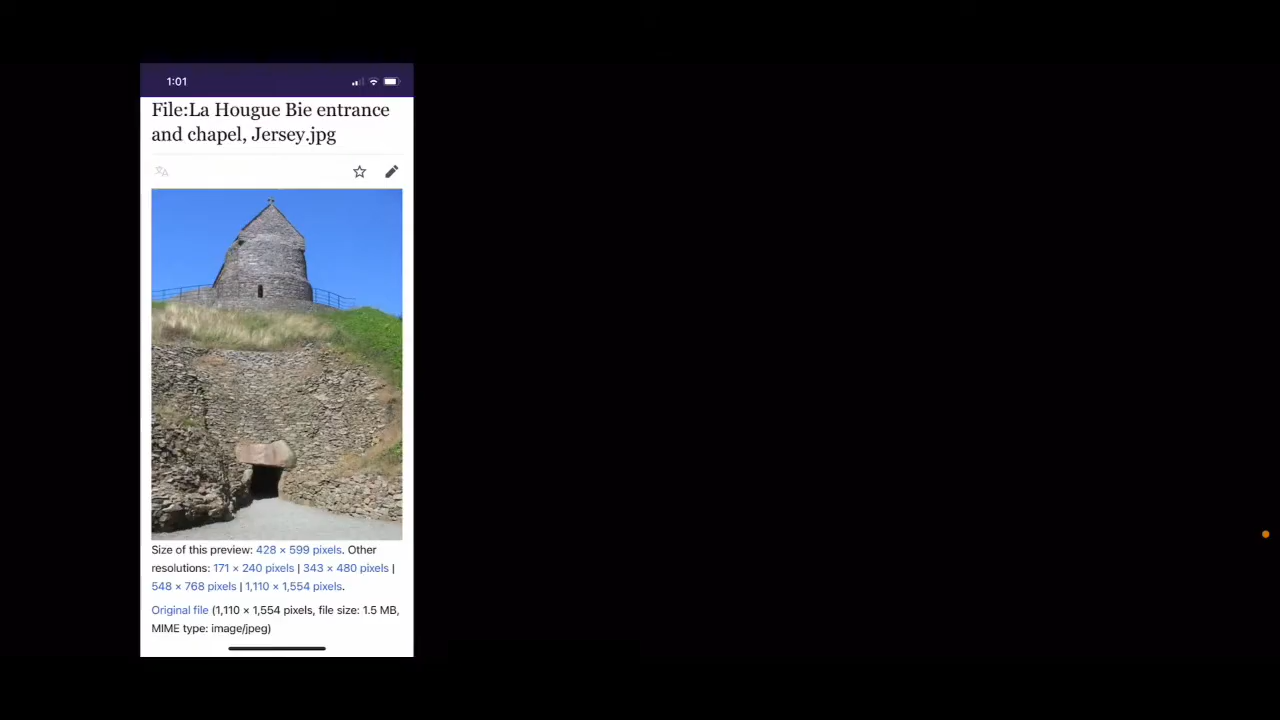 1:01
File:La Hougue Bie entrance
and chapel, Jersey.jpg
Size of this preview: 428 × 599 pixels. Other
resolutions: 171 × 240 pixels | 343 × 480 pixels |
548 × 768 pixels | 1,110 × 1,554 pixels.
Original file (1,110 × 1,554 pixels, file size: 1.5 MB,
MIME type: image/jpeg)